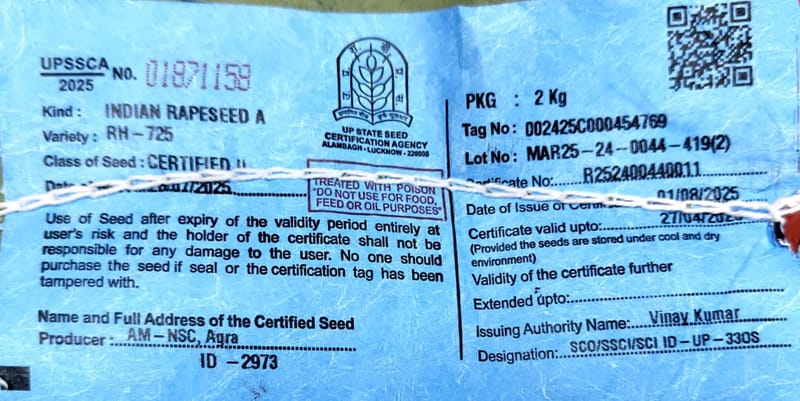 UPSSCA
2025
NO. 01871158
Kind : INDIAN RAPESEED A
Variety : RH-725
Class of Seed : CERTIFIED II
/2025
UP STATE SEED
CERTIFICATION AGENCY
ALAMBAGH - LUCKNOW - 226005
TREATED WITH POISON
"DO NOT USE FOR FOOD,
FEED OR OIL PURPOSES"
Use of Seed after expiry of the validity period entirely at
user's risk and the holder of the certificate shall not be
responsible for any damage to the user. No one should
purchase the seed if seal or the certification tag has been
tampered with.
Name and Full Address of the Certified Seed
Producer : AM-NSC, Agra
ID -2973
PKG : 2 Kg
Tag No : 002425C000454769
Lot No : MAR25-24-0044-419(2)
Certificate No: R252400440011
Date of Issue of 01/08/2025
Certificate valid upto: 27/04/
(Provided the seeds are stored under cool and dry
environment)
Validity of the certificate further
Extended upto:
Issuing Authority Name: Vinay Kumar
Designation: SCO/SSCI/SCI ID-UP-330S